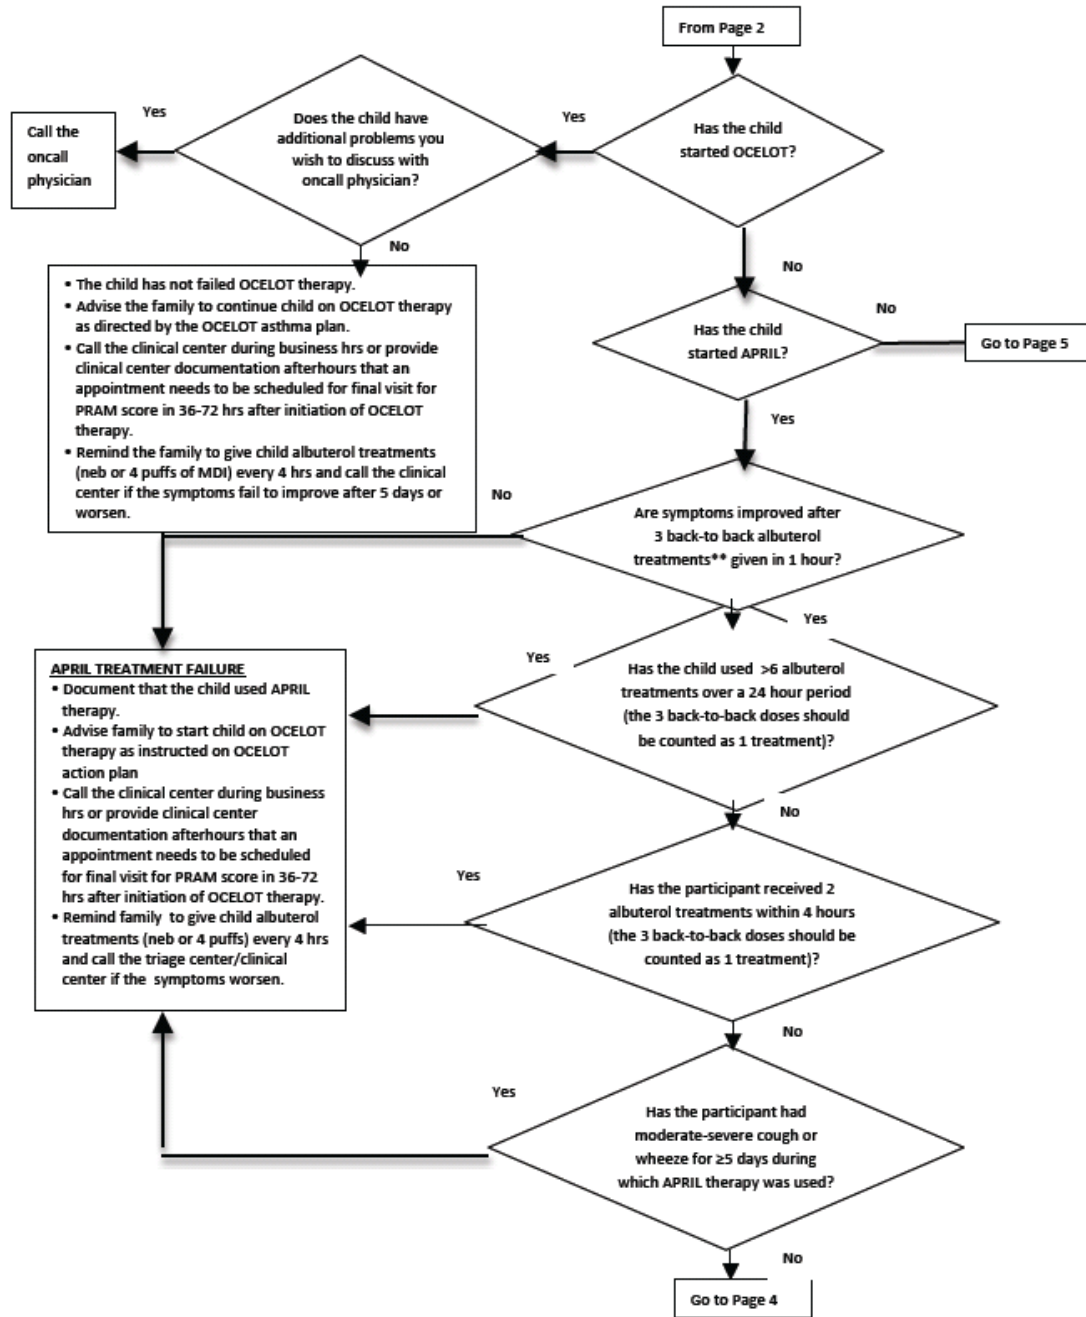 From Page 2
Has the child
started OCELOT?
Yes
Does the child have
additional problems you
wish to discuss with
oncall physician?
Yes
Call the
oncall
physician
No
• The child has not failed OCELOT therapy.
• Advise the family to continue child on OCELOT therapy
as directed by the OCELOT asthma plan.
• Call the clinical center during business hrs or provide
clinical center documentation afterhours that an
appointment needs to be scheduled for final visit for
PRAM score in 36-72 hrs after initiation of OCELOT
therapy.
• Remind the family to give child albuterol treatments
(neb or 4 puffs of MDI) every 4 hrs and call the clinical
center if the symptoms fail to improve after 5 days or
worsen.
No
Has the child
started APRIL?
No
Go to Page 5
Yes
Are symptoms improved after
3 back-to back albuterol
treatments** given in 1 hour?
No
Yes
Has the child used >6 albuterol
treatments over a 24 hour period
(the 3 back-to-back doses should
be counted as 1 treatment)?
Yes
APRIL TREATMENT FAILURE
• Document that the child used APRIL
therapy.
• Advise family to start child on OCELOT
therapy as instructed on OCELOT
action plan
• Call the clinical center during business
hrs or provide clinical center
documentation afterhours that an
appointment needs to be scheduled
for final visit for PRAM score in 36-72
hrs after initiation of OCELOT therapy.
• Remind family to give child albuterol
treatments (neb or 4 puffs) every 4 hrs
and call the triage center/clinical
center if the symptoms worsen.
No
Has the participant received 2
albuterol treatments within 4 hours
(the 3 back-to-back doses should be
counted as 1 treatment)?
Yes
No
Has the participant had
moderate-severe cough or
wheeze for ≥5 days during
which APRIL therapy was used?
Yes
No
Go to Page 4